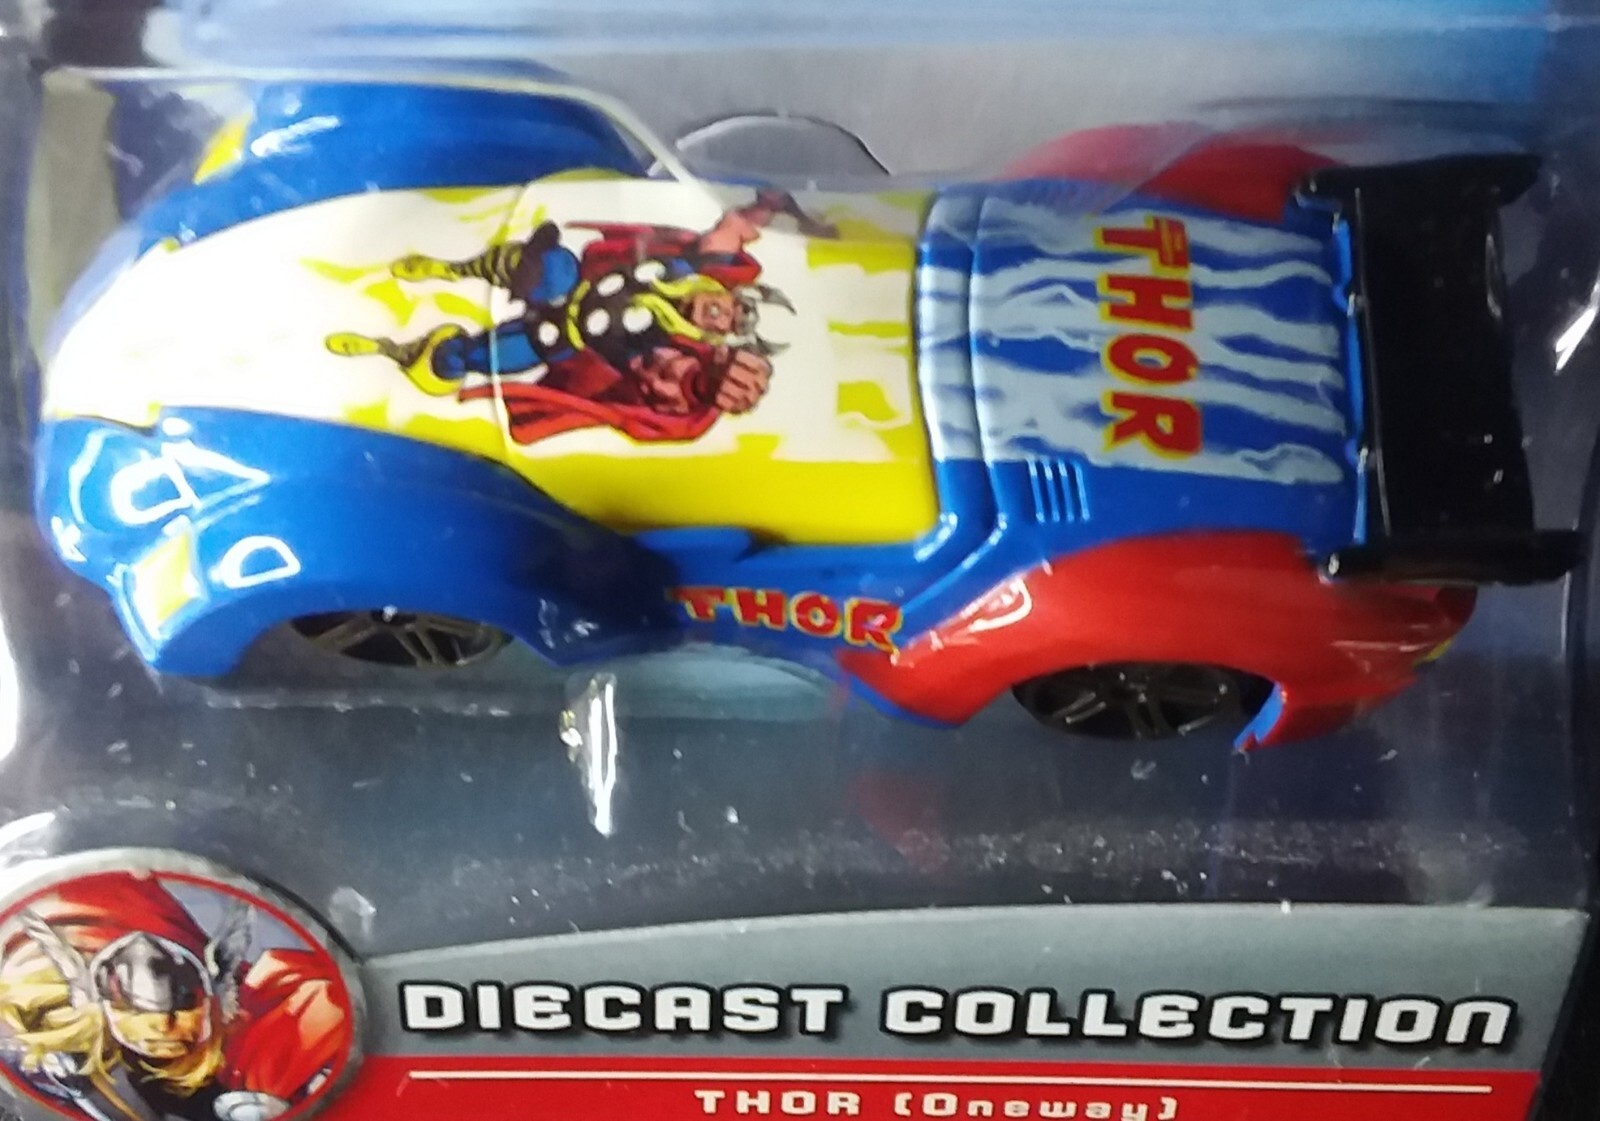 THOR
THOR
DIECAST COLLECTION
THOR (Oneway)